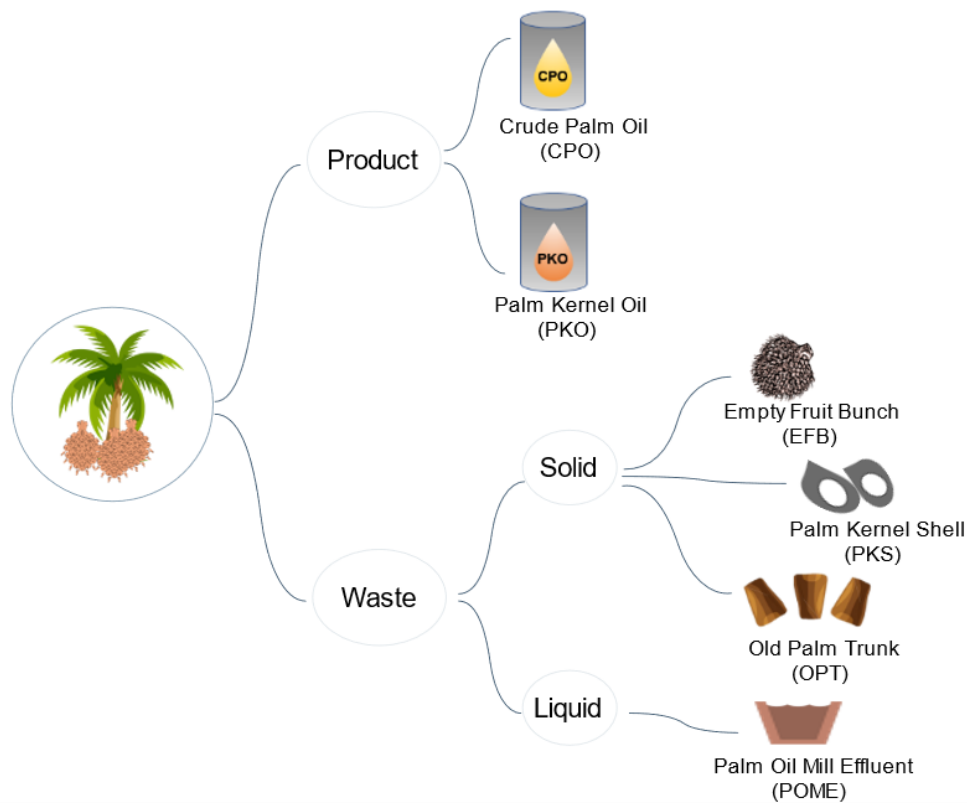 CPO
Crude Palm Oil
(CPO)
Product
PKO
Palm Kernel Oil
(PKO)
Empty Fruit Bunch
(EFB)
Solid
Palm Kernel Shell
(PKS)
Waste
Old Palm Trunk
(OPT)
Liquid
Palm Oil Mill Effluent
(POME)